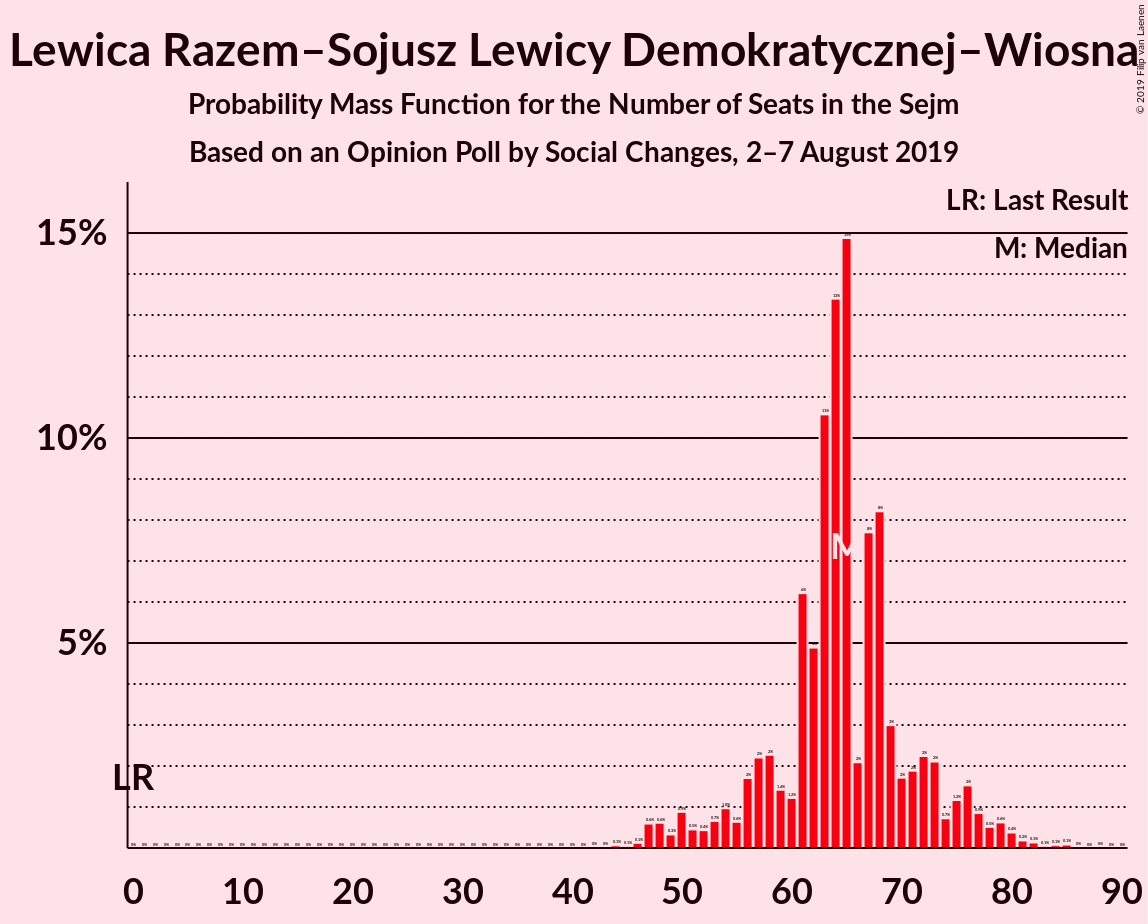 Lewica Razem–Sojusz Lewicy Demokratycznej–Wiosna
Probability Mass Function for the Number of Seats in the Sejm
Based on an Opinion Poll by Social Changes, 2–7 August 2019
© 2019 Filip van Laenen
LR: Last Result
M: Median
15%
10%
5%
M
LR
0 10 20 30 40 50 60 70 80 90